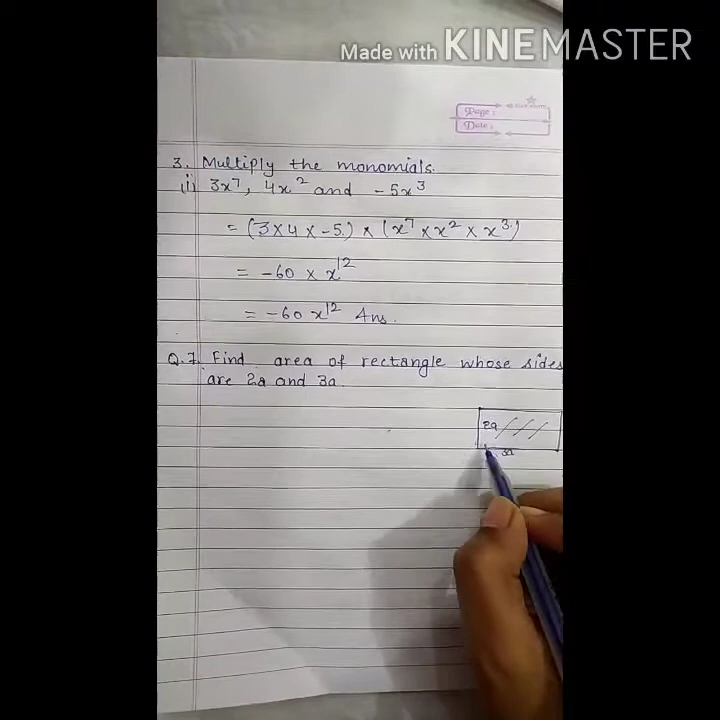 Made with KINEMASTER
Page:
Date:
3. Multiply the monomials.
(i) 3x⁷, 4x² and -5x³
= (3 x 4 x -5) x (x⁷ x x² x x³)
= -60 x x¹²
= -60 x¹² Ans.
Q.7. Find area of rectangle whose sides
are 2a and 3a.
2a
3a